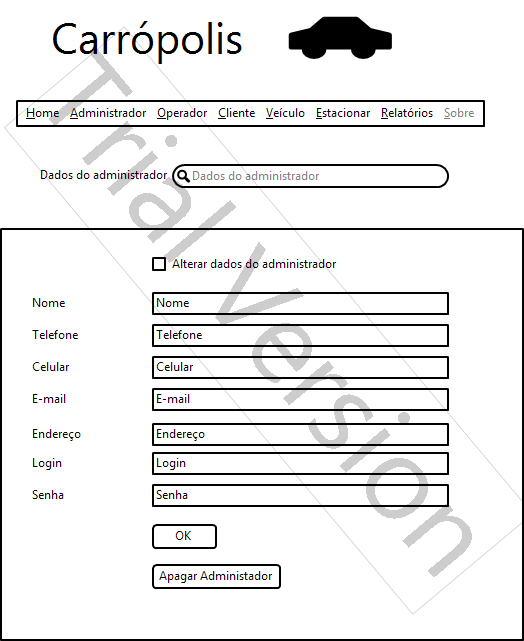 Carrópolis
Home Administrador Operador Cliente Veículo Estacionar Relatórios Sobre
Dados do administrador Dados do administrador
Alterar dados do administrador
Nome Nome
Telefone Telefone
Celular Celular
E-mail E-mail
Endereço Endereço
Login Login
Senha Senha
OK
Apagar Administador
Trial Version